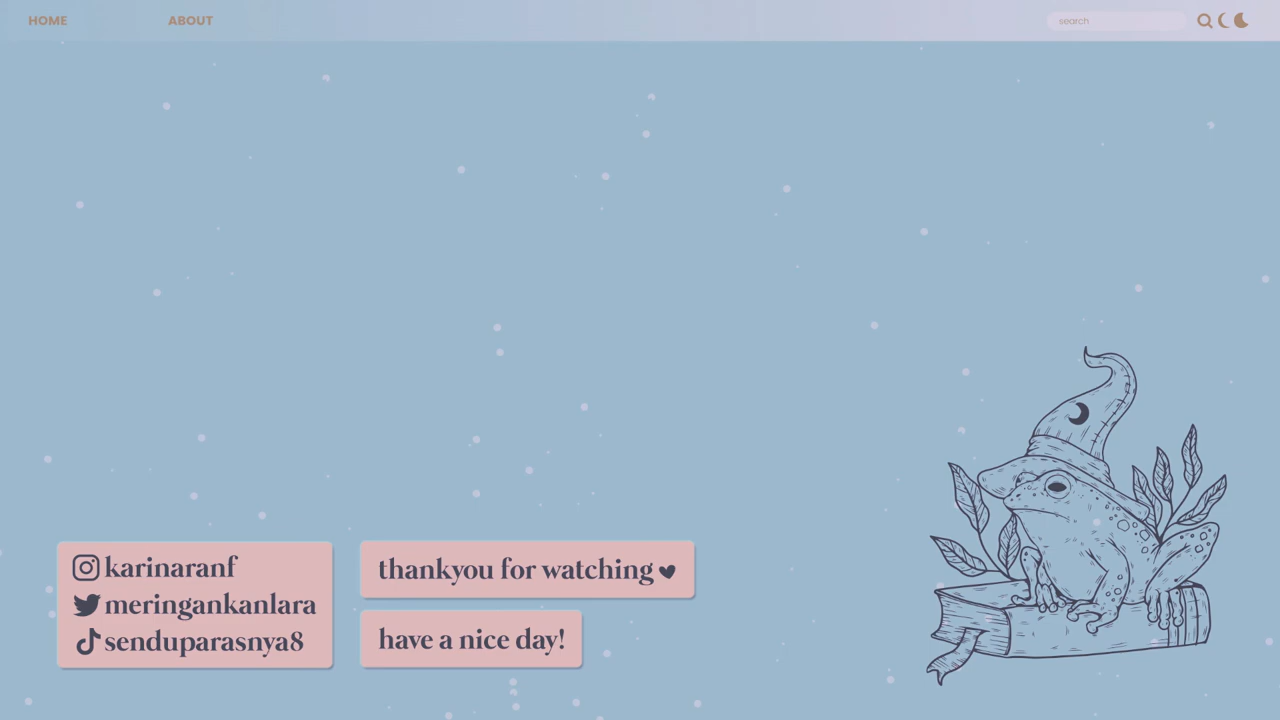 HOME
ABOUT
search
karinaranf
meringankanlara
senduparasnya8
thankyou for watching
have a nice day!